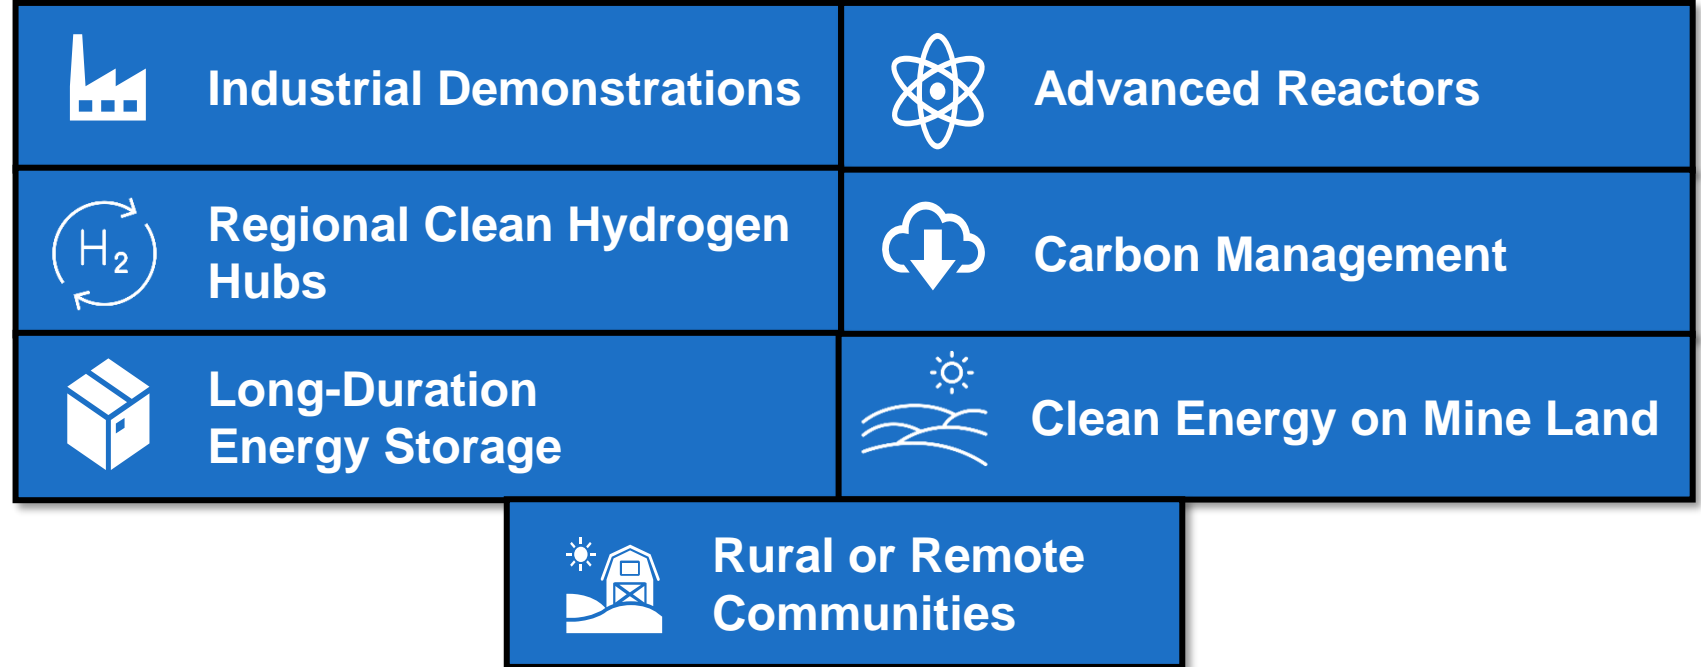 Industrial Demonstrations
Advanced Reactors
H2
Regional Clean Hydrogen
Hubs
Carbon Management
Long-Duration
Energy Storage
Clean Energy on Mine Land
Rural or Remote
Communities